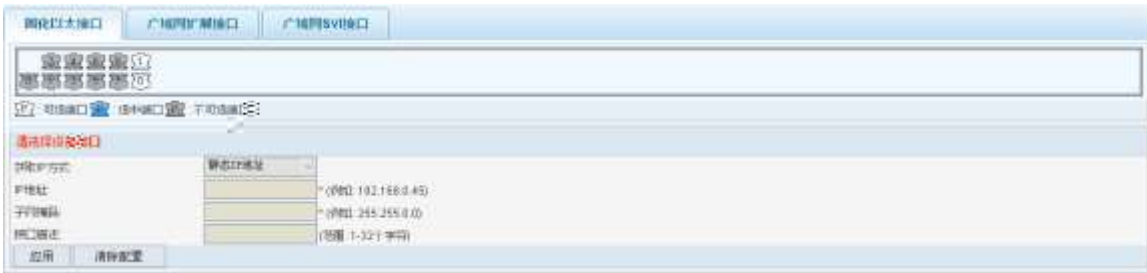 固化以太接口 广域网扩展接口 广域网SVI接口
1
0
可选端口 选中端口 不可选端口
请选择设备接口
获取IP方式 静态IP地址
IP地址 * (例如: 192.168.0.45)
子网掩码 * (例如: 255.255.0.0)
接口描述 (范围: 1-32个字符)
应用 清除配置